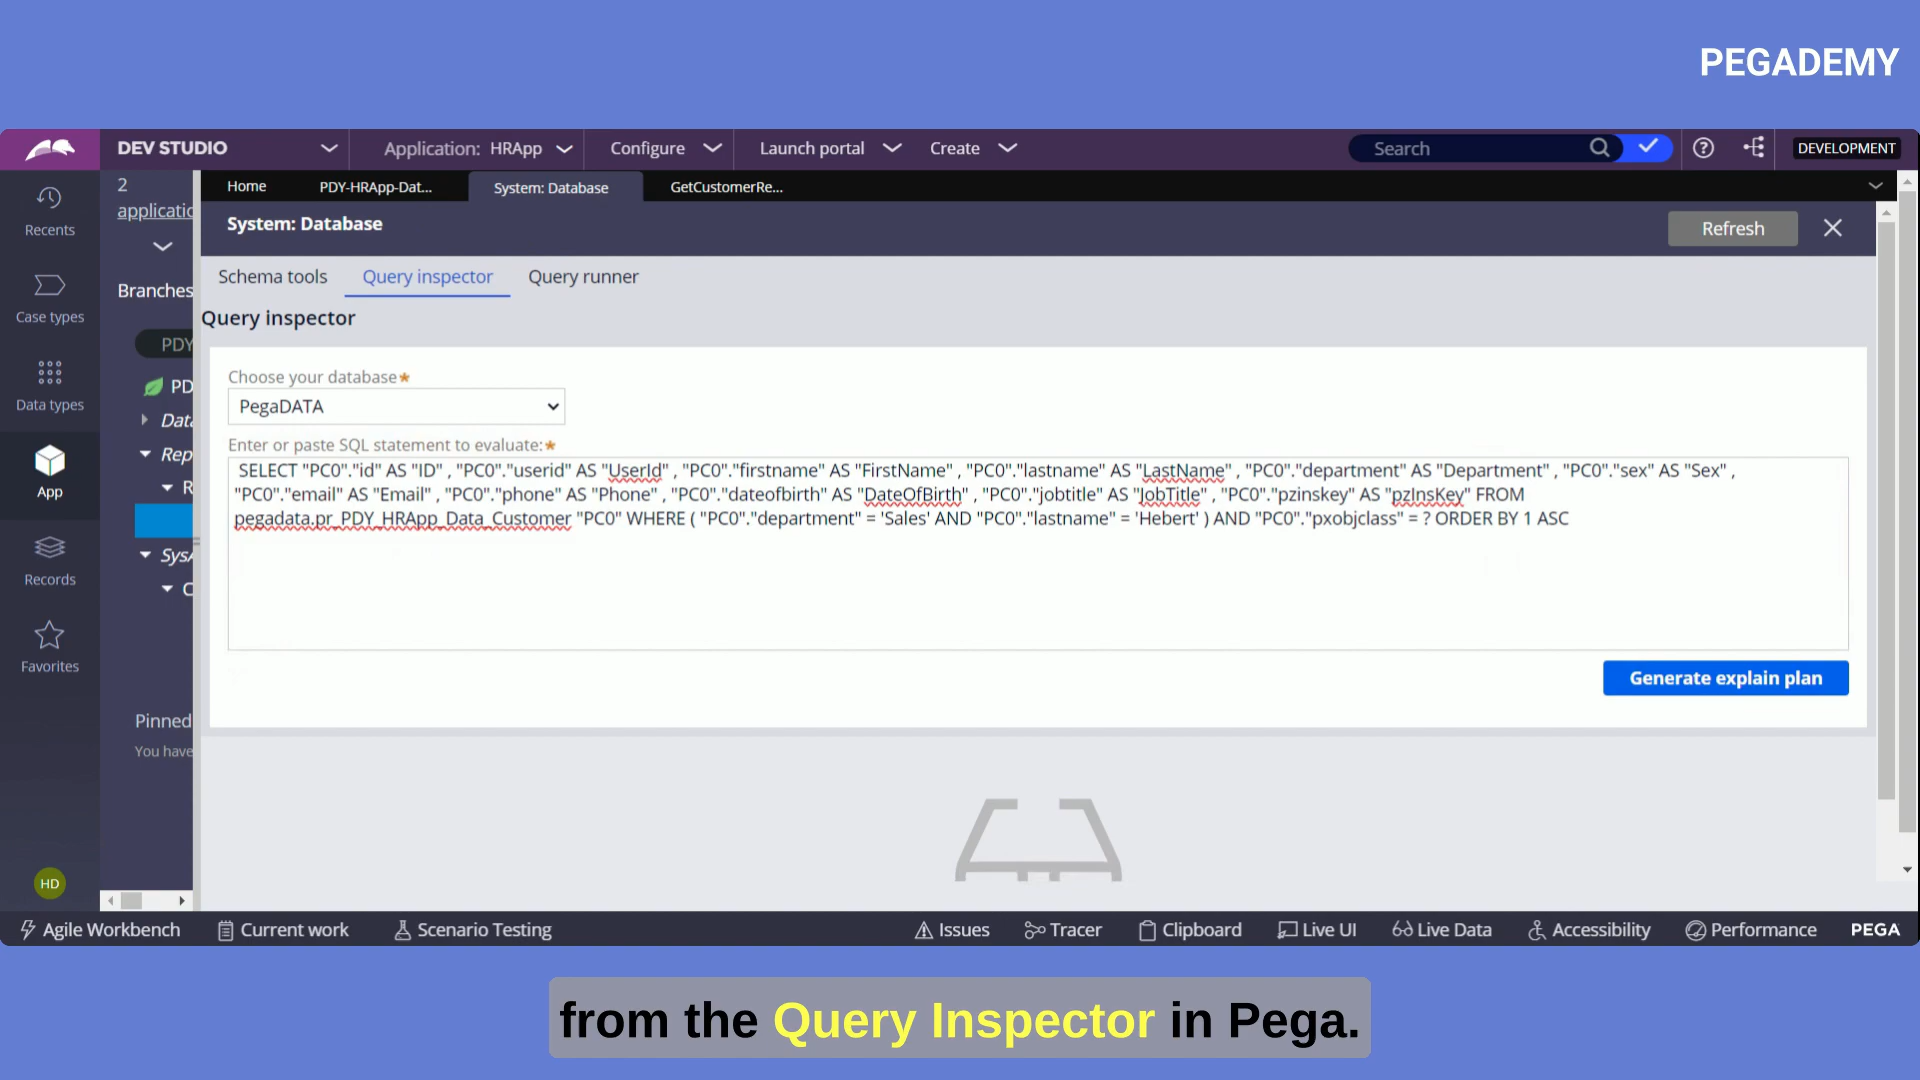 PEGADEMY
DEV STUDIO
Application: HRApp
Configure
Launch portal
Create
Search
DEVELOPMENT
Recents
Case types
Data types
App
Records
Favorites
HD
2
applicatio
Branches
PDY
PD
Data
Rep
R
SysA
C
Pinned
You have
Home
PDY-HRApp-Dat...
System: Database
GetCustomerRe...
System: Database
Refresh
Schema tools
Query inspector
Query runner
Query inspector
Choose your database★
PegaDATA
Enter or paste SQL statement to evaluate:★
SELECT "PC0"."id" AS "ID" , "PC0"."userid" AS "UserId" , "PC0"."firstname" AS "FirstName" , "PC0"."lastname" AS "LastName" , "PC0"."department" AS "Department" , "PC0"."sex" AS "Sex" ,
"PC0"."email" AS "Email" , "PC0"."phone" AS "Phone" , "PC0"."dateofbirth" AS "DateOfBirth" , "PC0"."jobtitle" AS "JobTitle" , "PC0"."pzinskey" AS "pzInsKey" FROM
pegadata.pr_PDY_HRApp_Data_Customer "PC0" WHERE ( "PC0"."department" = 'Sales' AND "PC0"."lastname" = 'Hebert' ) AND "PC0"."pxobjclass" = ? ORDER BY 1 ASC
Generate explain plan
Agile Workbench
Current work
Scenario Testing
Issues
Tracer
Clipboard
Live UI
Live Data
Accessibility
Performance
PEGA
from the Query Inspector in Pega.